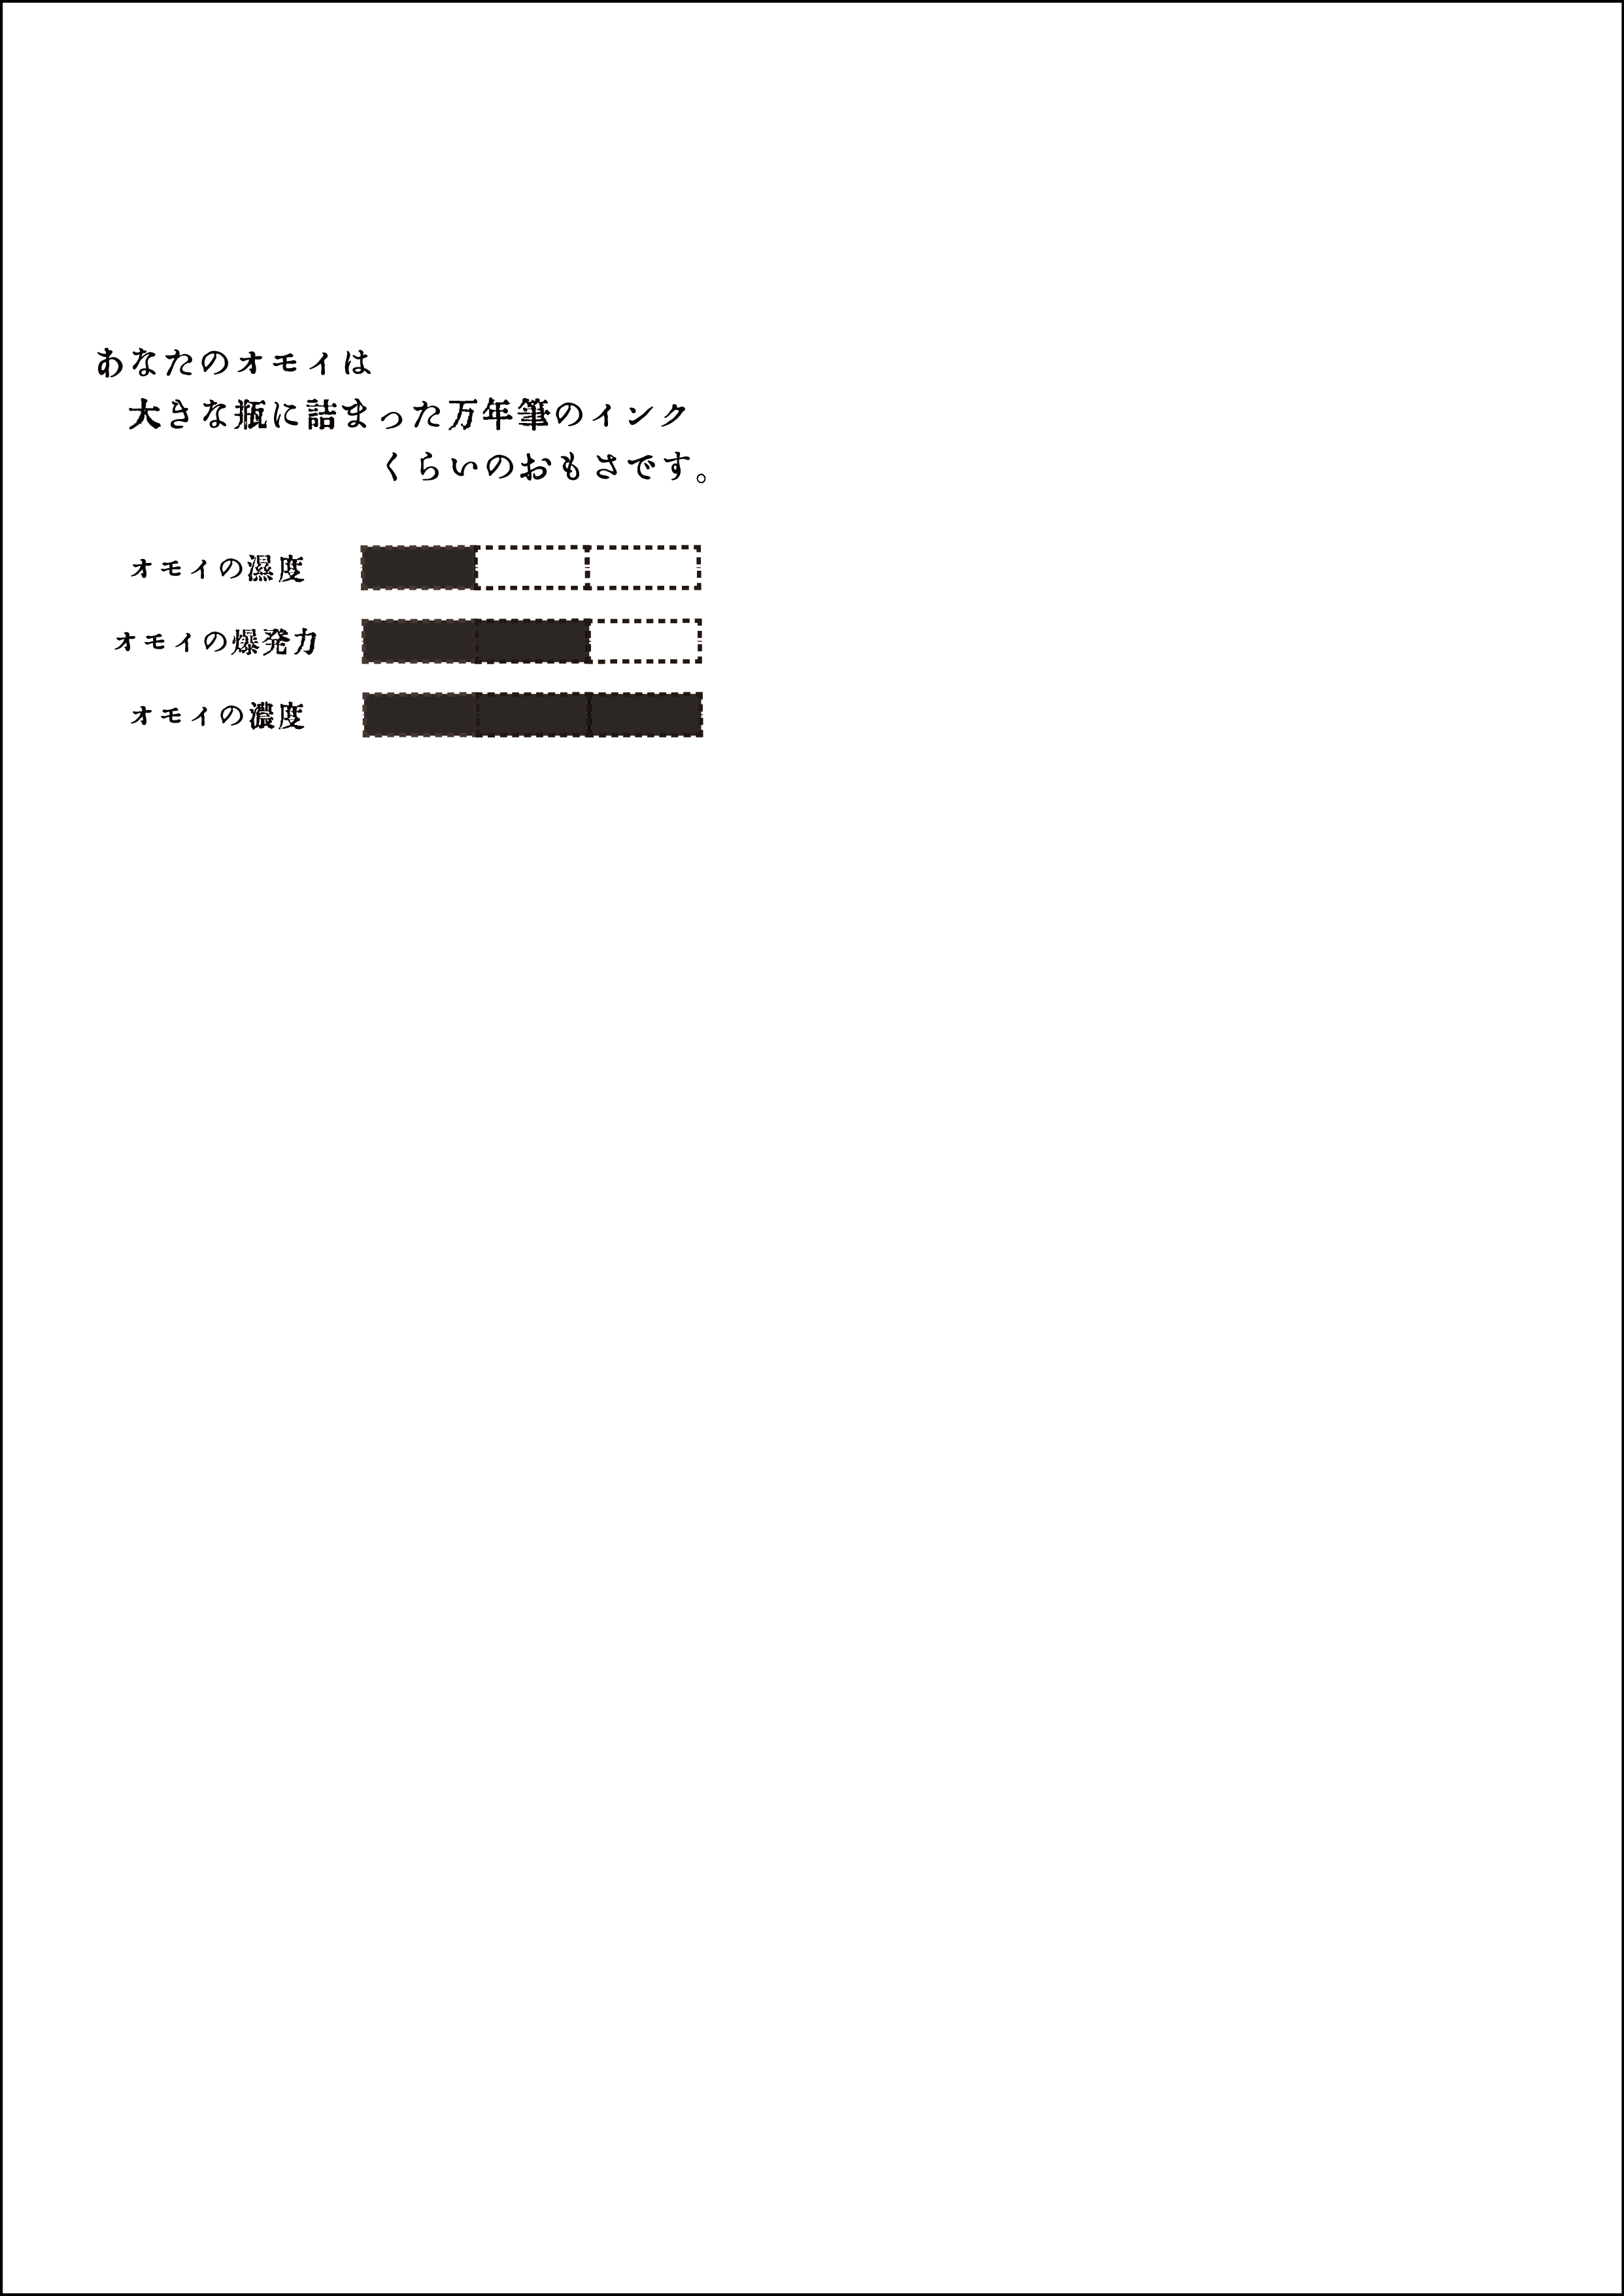 あなたのオモイは
大きな瓶に詰まった万年筆のインク
くらいのおもさです。
オモイの濕度
オモイの爆発力
オモイの濃度